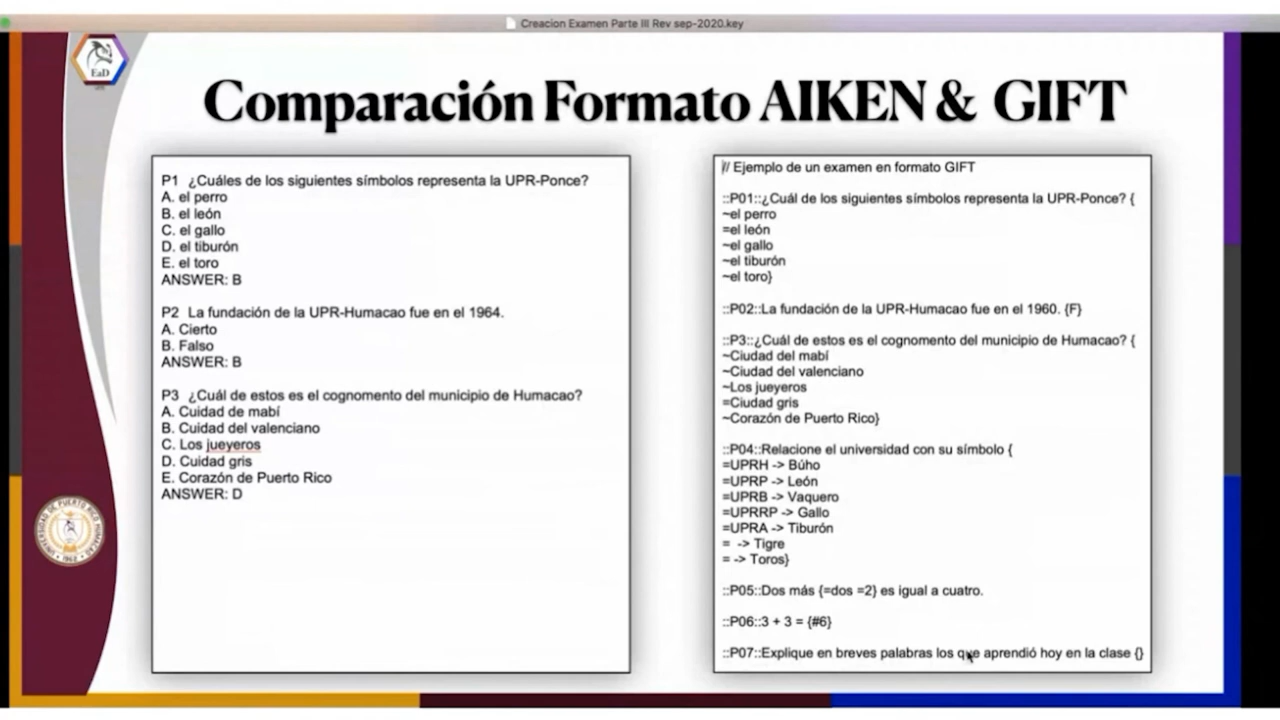 Creacion Examen Parte III Rev sep-2020.key
EaD
Comparación Formato AIKEN & GIFT
P1 ¿Cuáles de los siguientes símbolos representa la UPR-Ponce?
A. el perro
B. el león
C. el gallo
D. el tiburón
E. el toro
ANSWER: B
P2 La fundación de la UPR-Humacao fue en el 1964.
A. Cierto
B. Falso
ANSWER: B
P3 ¿Cuál de estos es el cognomento del municipio de Humacao?
A. Cuidad de mabí
B. Cuidad del valenciano
C. Los jueyeros
D. Cuidad gris
E. Corazón de Puerto Rico
ANSWER: D
// Ejemplo de un examen en formato GIFT
::P01::¿Cuál de los siguientes símbolos representa la UPR-Ponce? {
~el perro
=el león
~el gallo
~el tiburón
~el toro}
::P02::La fundación de la UPR-Humacao fue en el 1960. {F}
::P3::¿Cuál de estos es el cognomento del municipio de Humacao? {
~Ciudad del mabí
~Ciudad del valenciano
~Los jueyeros
=Ciudad gris
~Corazón de Puerto Rico}
::P04::Relacione el universidad con su símbolo {
=UPRH -> Búho
=UPRP -> León
=UPRB -> Vaquero
=UPRRP -> Gallo
=UPRA -> Tiburón
= -> Tigre
= -> Toros}
::P05::Dos más {=dos =2} es igual a cuatro.
::P06::3 + 3 = {#6}
::P07::Explique en breves palabras los que aprendió hoy en la clase {}
UNIVERSIDAD DE PUERTO RICO HUMACAO
1962